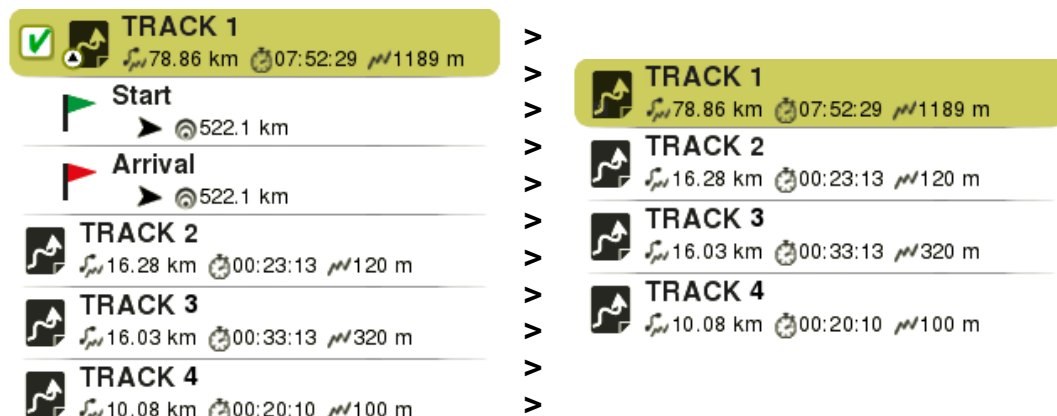 TRACK 1
78.86 km 07:52:29 1189 m
Start
522.1 km
Arrival
522.1 km
TRACK 2
16.28 km 00:23:13 120 m
TRACK 3
16.03 km 00:33:13 320 m
TRACK 4
10.08 km 00:20:10 100 m
>
>
>
>
>
>
>
>
>
>
>
TRACK 1
78.86 km 07:52:29 1189 m
TRACK 2
16.28 km 00:23:13 120 m
TRACK 3
16.03 km 00:33:13 320 m
TRACK 4
10.08 km 00:20:10 100 m